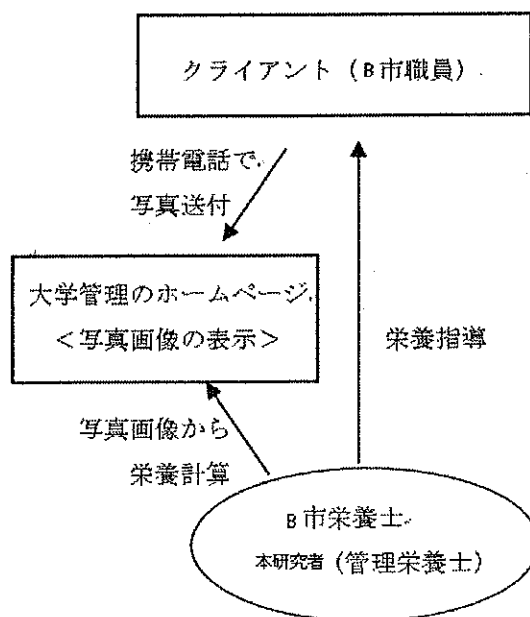 クライアント（B市職員）
携帯電話で
写真送付
大学管理のホームページ
＜写真画像の表示＞
栄養指導
写真画像から
栄養計算
B市栄養士
本研究者（管理栄養士）